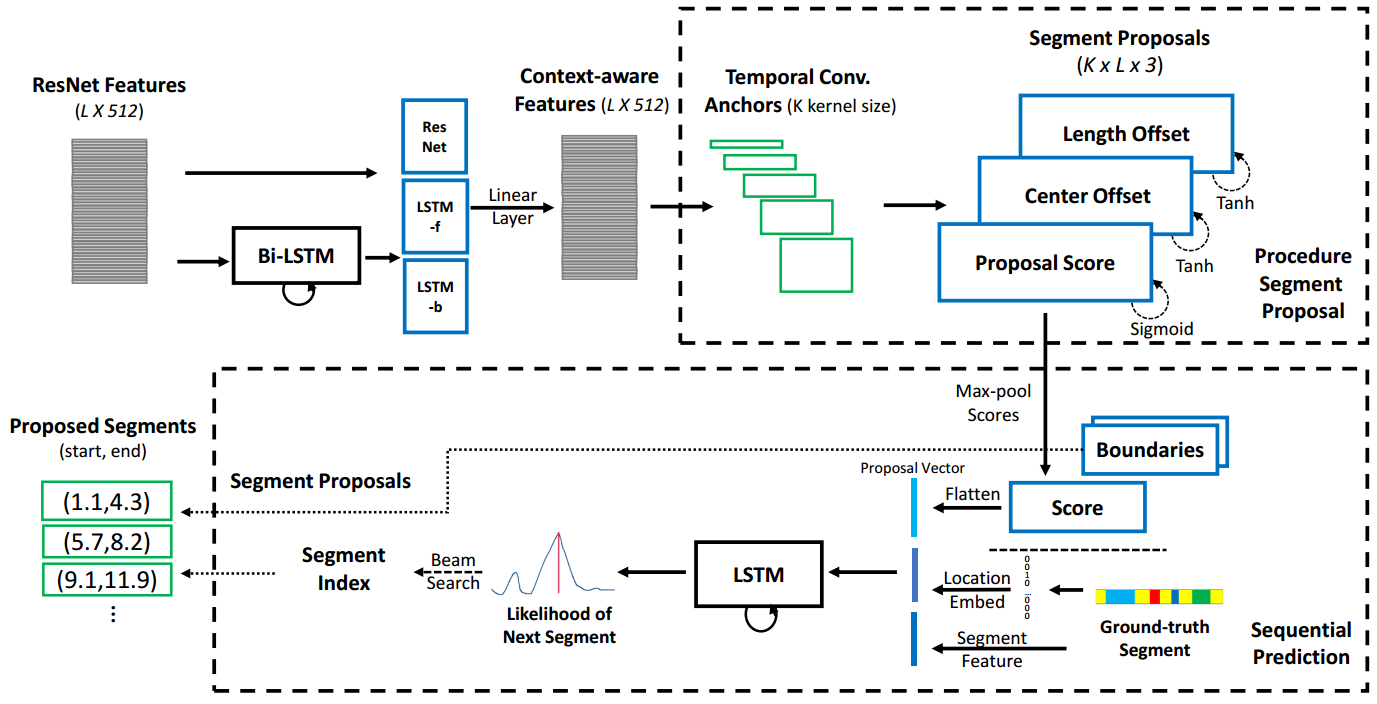 ResNet Features
(L X 512)
Res
Net
LSTM
-f
LSTM
-b
Bi-LSTM
Linear
Layer
Context-aware
Features (L X 512)
Temporal Conv.
Anchors (K kernel size)
Segment Proposals
(K x L x 3)
Length Offset
Tanh
Center Offset
Tanh
Proposal Score
Sigmoid
Procedure
Segment
Proposal
Max-pool
Scores
Proposed Segments
(start, end)
(1.1,4.3)
(5.7,8.2)
(9.1,11.9)
⋮
Segment Proposals
Segment
Index
Beam
Search
Likelihood of
Next Segment
LSTM
Proposal Vector
Boundaries
Flatten
Score
Location
Embed
0010...000
Ground-truth
Segment
Segment
Feature
Sequential
Prediction